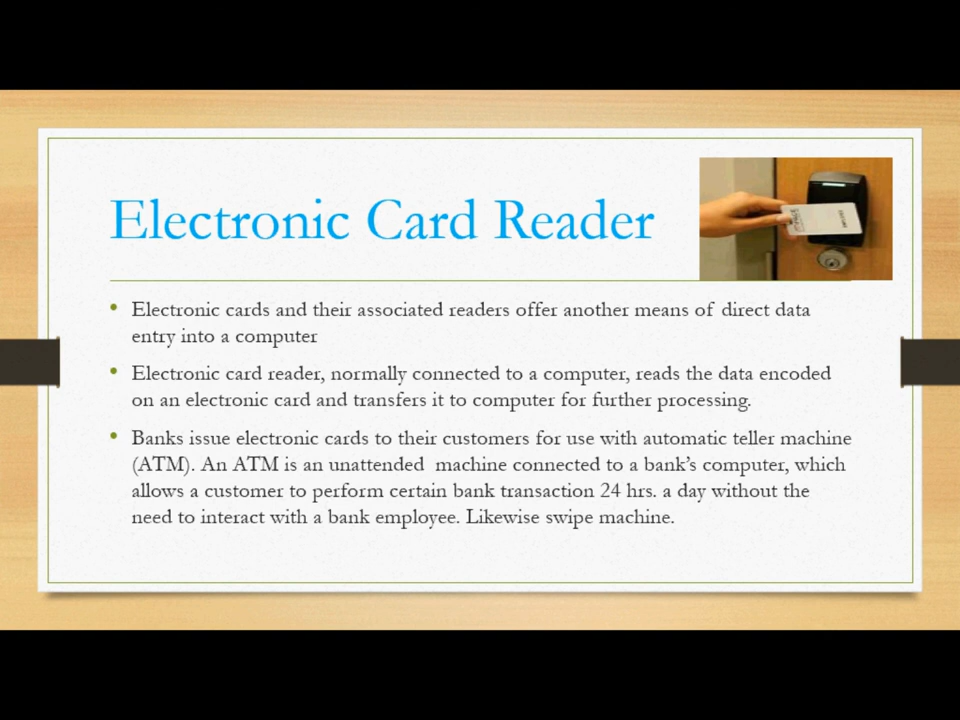 Electronic Card Reader
• Electronic cards and their associated readers offer another means of direct data
entry into a computer
• Electronic card reader, normally connected to a computer, reads the data encoded
on an electronic card and transfers it to computer for further processing.
• Banks issue electronic cards to their customers for use with automatic teller machine
(ATM). An ATM is an unattended machine connected to a bank's computer, which
allows a customer to perform certain bank transaction 24 hrs. a day without the
need to interact with a bank employee. Likewise swipe machine.